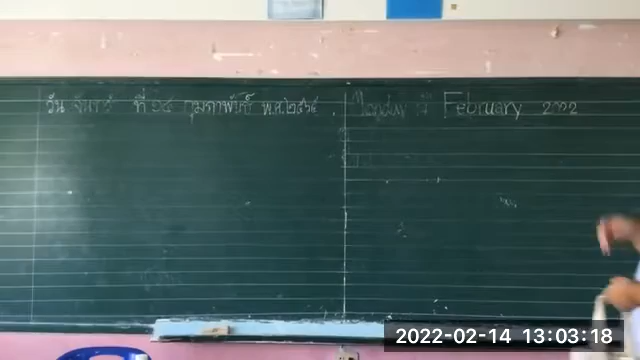 วัน จันทร์ ที่ ๑๔ กุมภาพันธ์ พ.ศ.๒๕๖๕
Monday 14 February 2022
2022-02-14 13:03:18